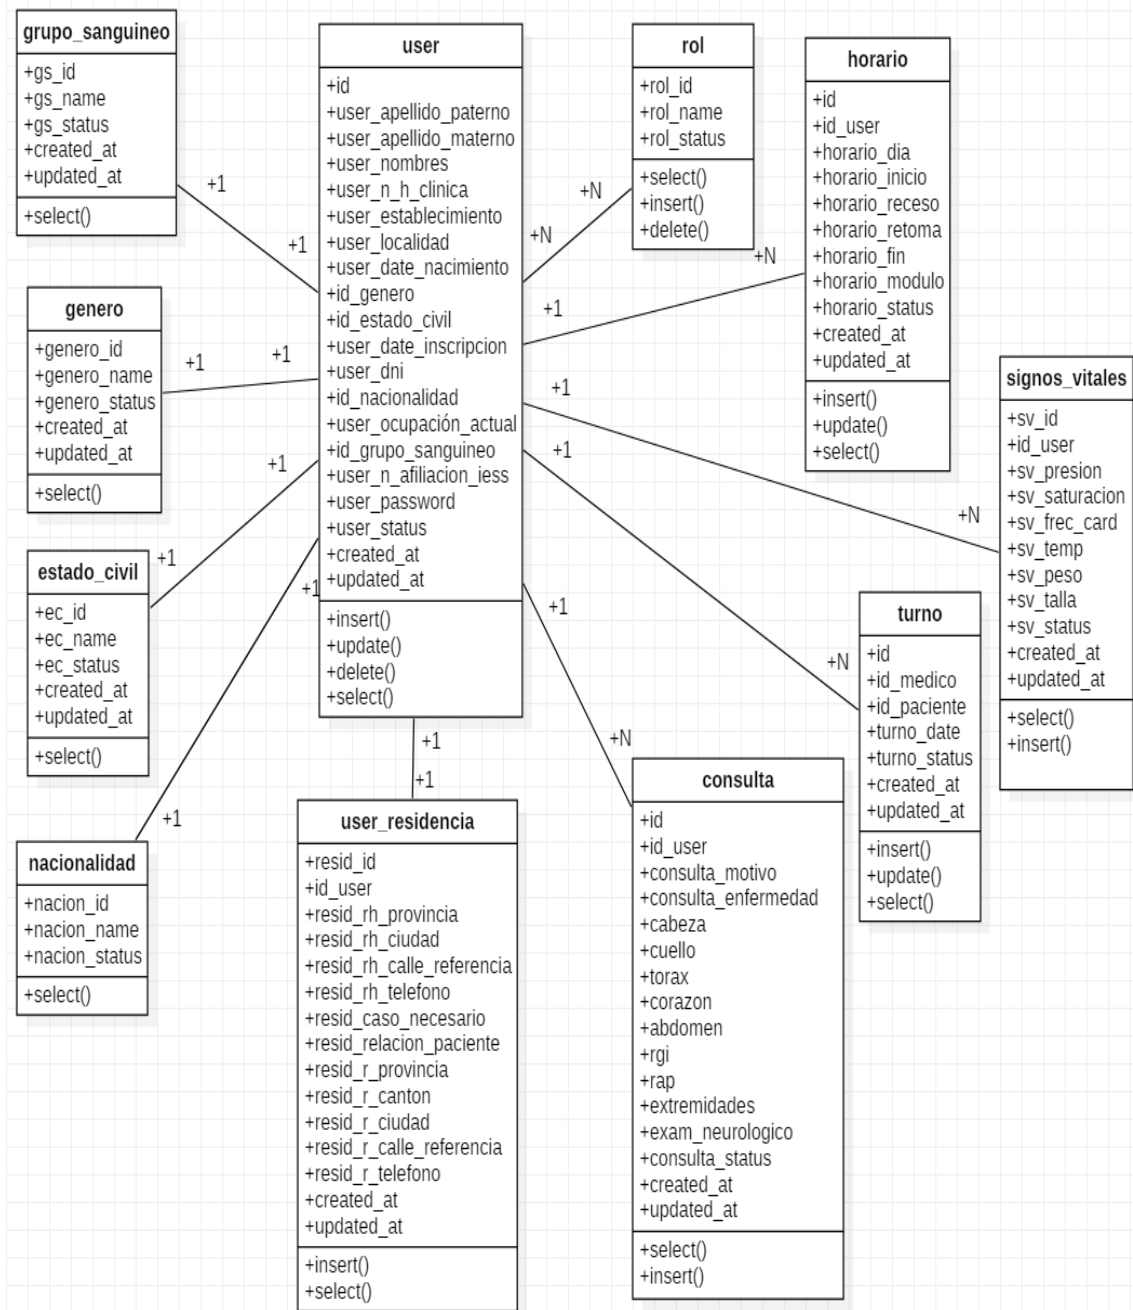 grupo_sanguineo
+gs_id
+gs_name
+gs_status
+created_at
+updated_at
+select()
user
+id
+user_apellido_paterno
+user_apellido_materno
+user_nombres
+user_n_h_clinica
+user_establecimiento
+user_localidad
+user_date_nacimiento
+id_genero
+id_estado_civil
+user_date_inscripcion
+user_dni
+id_nacionalidad
+user_ocupación_actual
+id_grupo_sanguineo
+user_n_afiliacion_iess
+user_password
+user_status
+created_at
+updated_at
+insert()
+update()
+delete()
+select()
rol
+rol_id
+rol_name
+rol_status
+select()
+insert()
+delete()
horario
+id
+id_user
+horario_dia
+horario_inicio
+horario_receso
+horario_retoma
+horario_fin
+horario_modulo
+horario_status
+created_at
+updated_at
+insert()
+update()
+select()
+1
+1
+N
+N
+N
+1
genero
+genero_id
+genero_name
+genero_status
+created_at
+updated_at
+select()
+1
+1
+1
+N
signos_vitales
+sv_id
+id_user
+sv_presion
+sv_saturacion
+sv_frec_card
+sv_temp
+sv_peso
+sv_talla
+sv_status
+created_at
+updated_at
+select()
+insert()
estado_civil
+ec_id
+ec_name
+ec_status
+created_at
+updated_at
+select()
+1
+1
+1
+N
turno
+id
+id_medico
+id_paciente
+turno_date
+turno_status
+created_at
+updated_at
+insert()
+update()
+select()
+1
+1
nacionalidad
+nacion_id
+nacion_name
+nacion_status
+select()
+1
+1
user_residencia
+resid_id
+id_user
+resid_rh_provincia
+resid_rh_ciudad
+resid_rh_calle_referencia
+resid_rh_telefono
+resid_caso_necesario
+resid_relacion_paciente
+resid_r_provincia
+resid_r_canton
+resid_r_ciudad
+resid_r_calle_referencia
+resid_r_telefono
+created_at
+updated_at
+insert()
+select()
+1
+N
consulta
+id
+id_user
+consulta_motivo
+consulta_enfermedad
+cabeza
+cuello
+torax
+corazon
+abdomen
+rgi
+rap
+extremidades
+exam_neurologico
+consulta_status
+created_at
+updated_at
+select()
+insert()